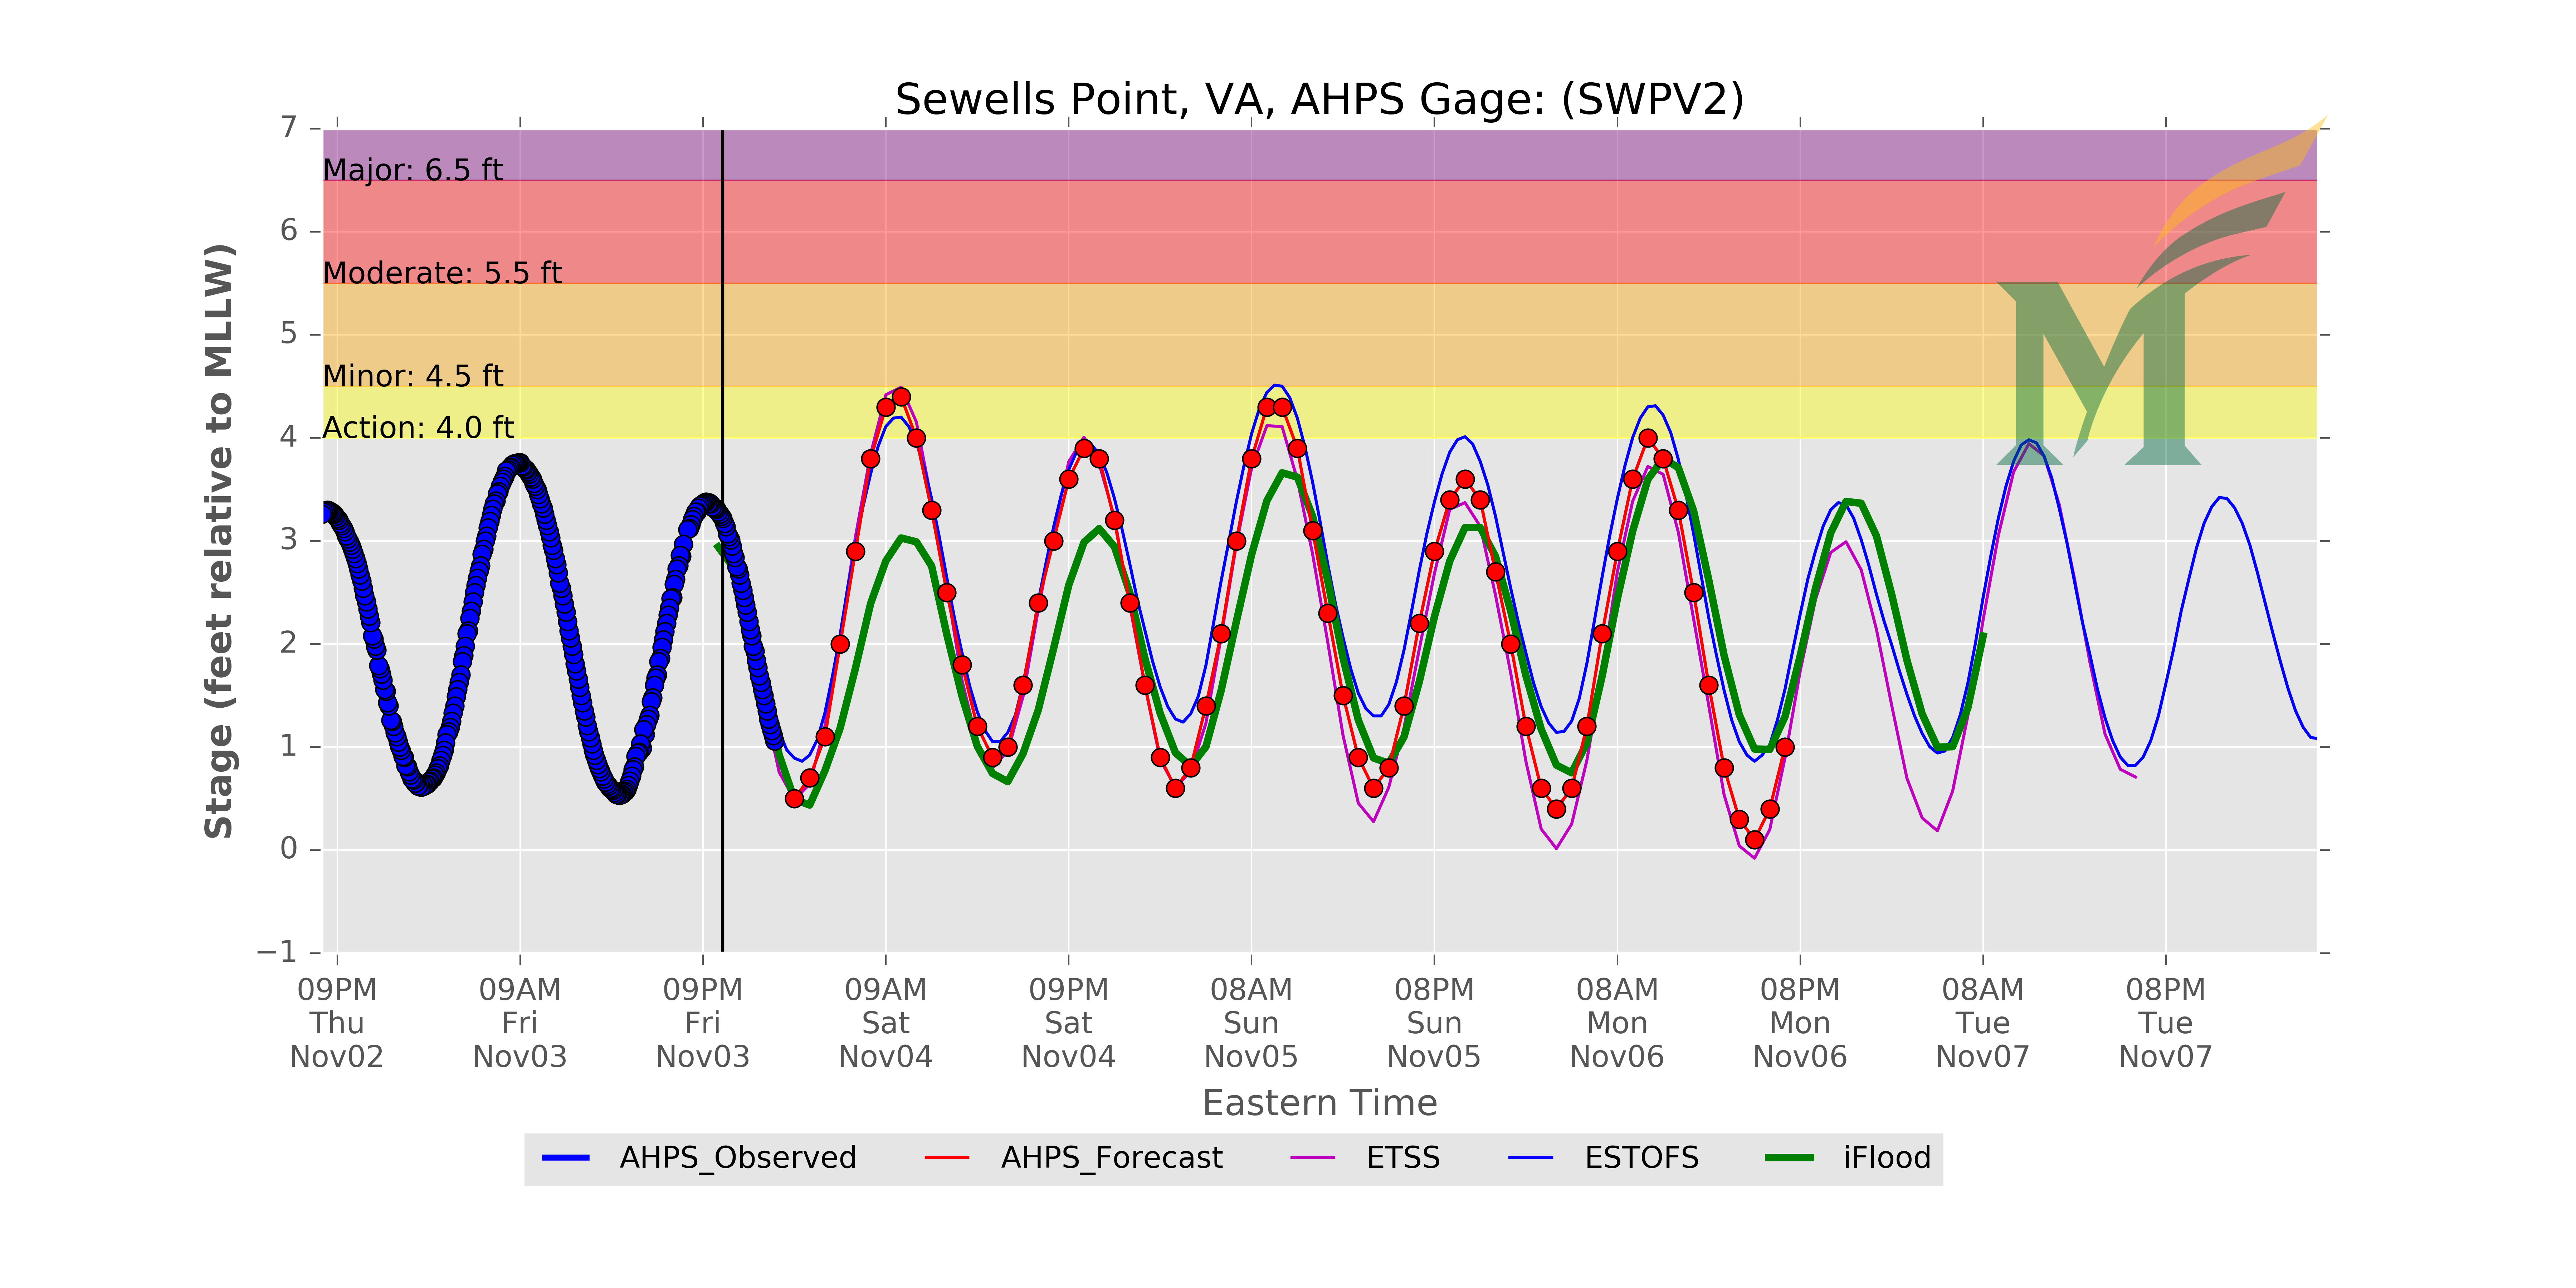 Sewells Point, VA, AHPS Gage: (SWPV2)
Stage (feet relative to MLLW)
7
6
5
4
3
2
1
0
−1
Major: 6.5 ft
Moderate: 5.5 ft
Minor: 4.5 ft
Action: 4.0 ft
M
09PM 09AM 09PM 09AM 09PM 08AM 08PM 08AM 08PM 08AM 08PM
Thu Fri Fri Sat Sat Sun Sun Mon Mon Tue Tue
Nov02 Nov03 Nov03 Nov04 Nov04 Nov05 Nov05 Nov06 Nov06 Nov07 Nov07
Eastern Time
AHPS_Observed AHPS_Forecast ETSS ESTOFS iFlood